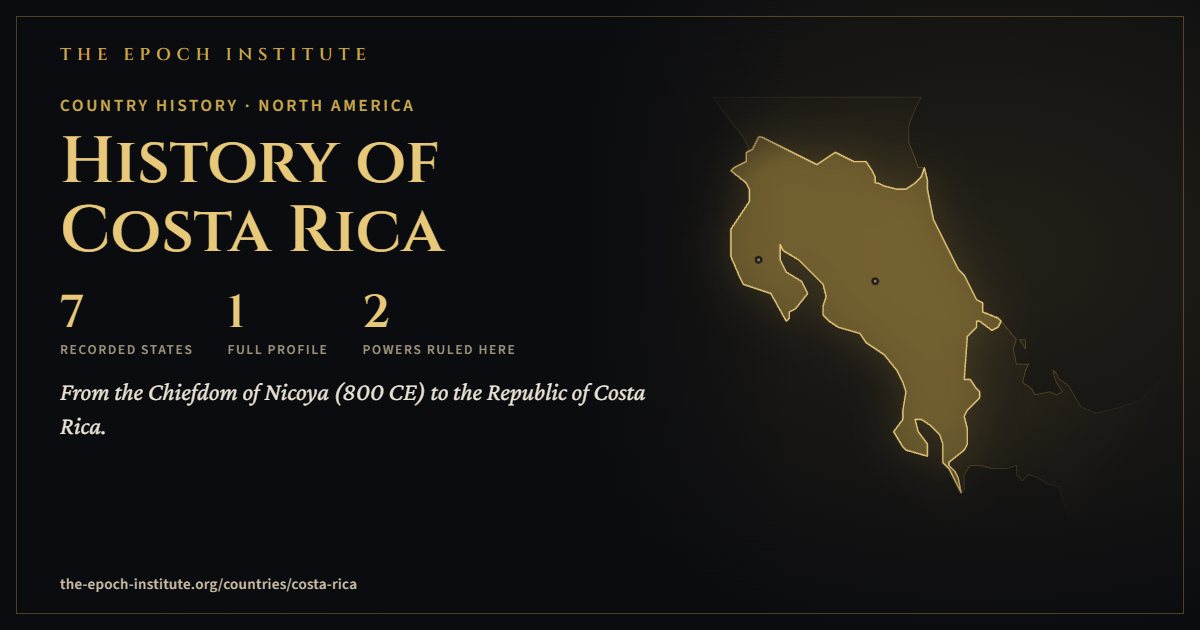 THE EPOCH INSTITUTE
COUNTRY HISTORY · NORTH AMERICA
History of
Costa Rica
7 1 2
RECORDED STATES FULL PROFILE POWERS RULED HERE
From the Chiefdom of Nicoya (800 CE) to the Republic of Costa
Rica.
the-epoch-institute.org/countries/costa-rica